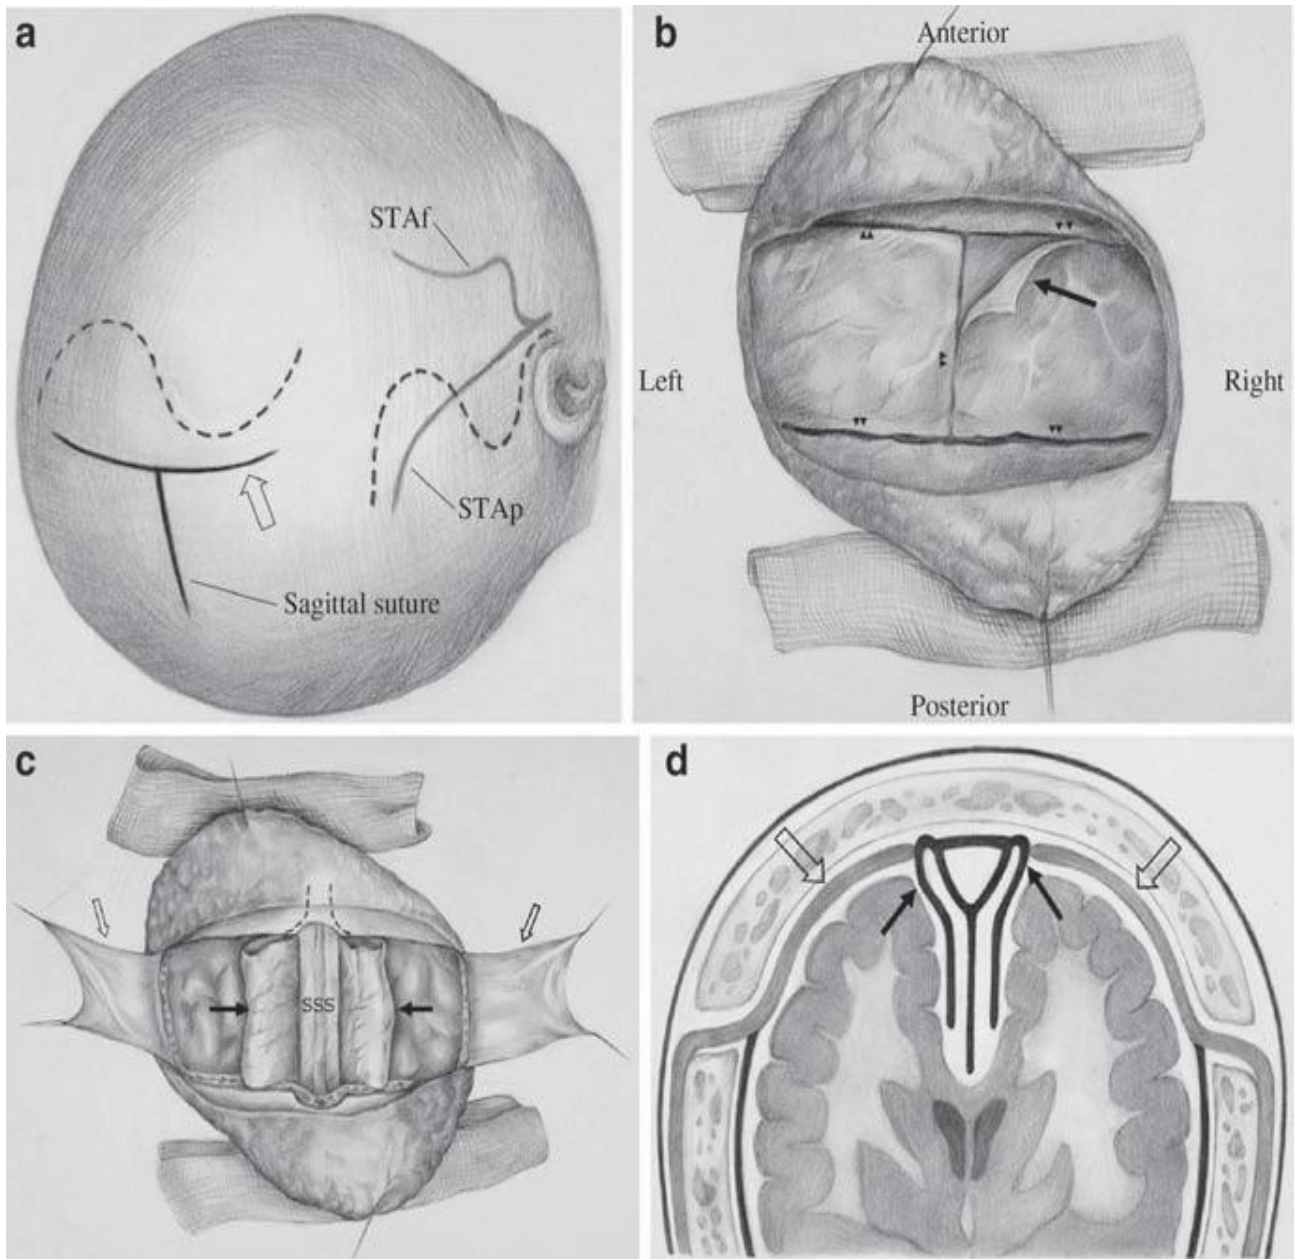 a
STAf
STAp
Sagittal suture
b
Anterior
Left
Right
Posterior
c
SSS
d